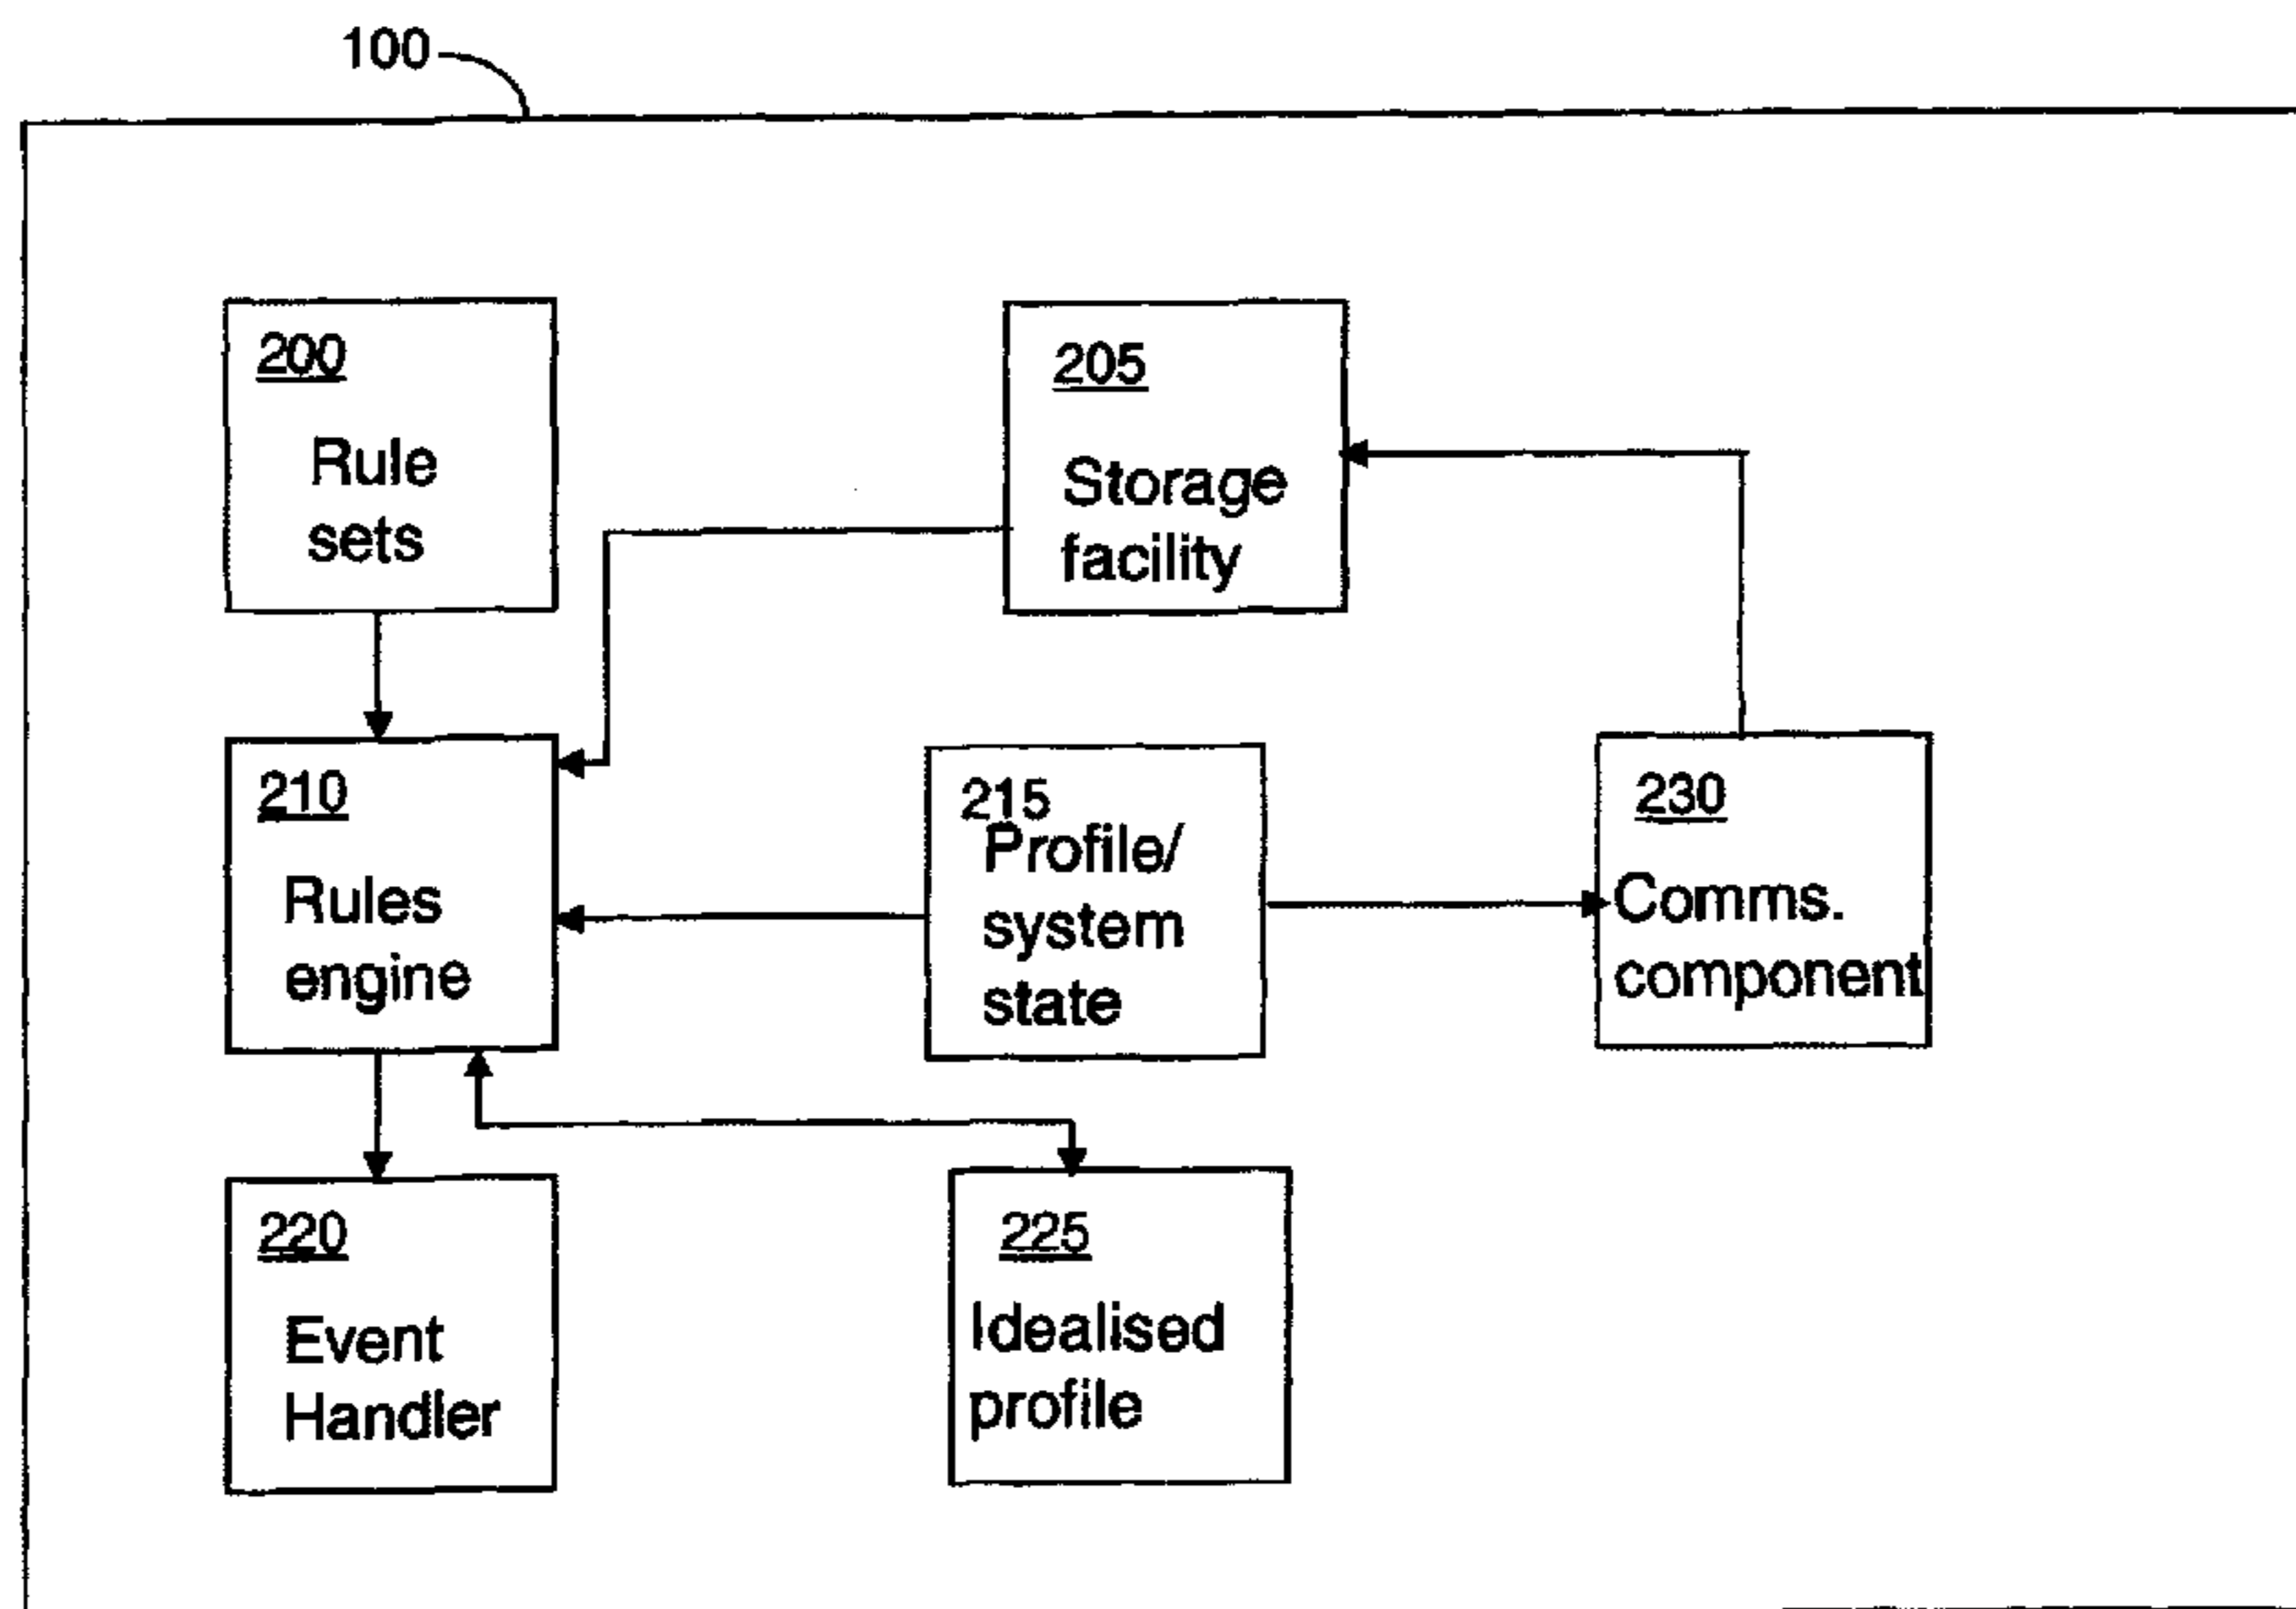 100
200
Rule
sets
205
Storage
facility
210
Rules
engine
215
Profile/
system
state
230
Comms.
component
220
Event
Handler
225
Idealised
profile